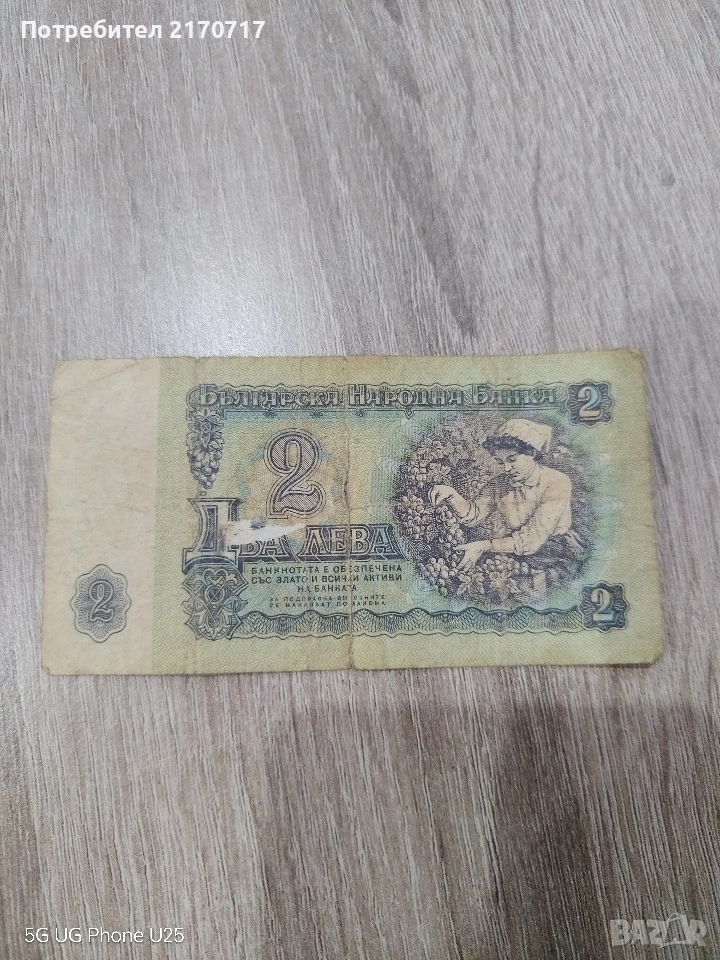 Потребител 2170717
Българска Народна Банка 2
2
Два лева
БАНКНОТАТА Е ОБЕЗПЕЧЕНА
СЪС ЗЛАТО И ВСИЧКИ АКТИВИ
НА БАНКАТА
ЗА ПОДПРАВКА ВИНОВНИТЕ
СЕ НАКАЗВАТ ПО ЗАКОНА
2 2
5G UG Phone U25
BAZAR